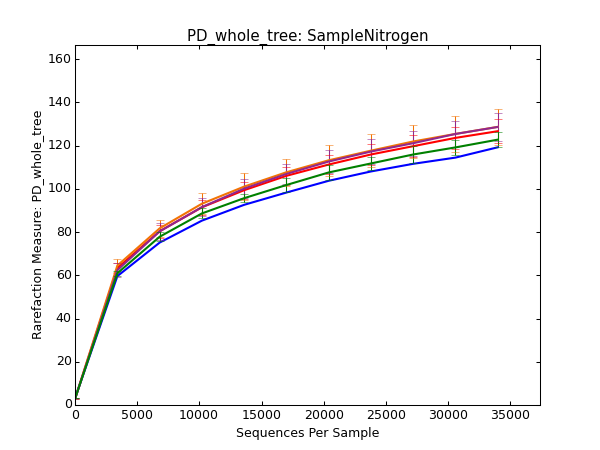 PD_whole_tree: SampleNitrogen
160
140
120
100
80
60
40
20
0
Rarefaction Measure: PD_whole_tree
0 5000 10000 15000 20000 25000 30000 35000
Sequences Per Sample